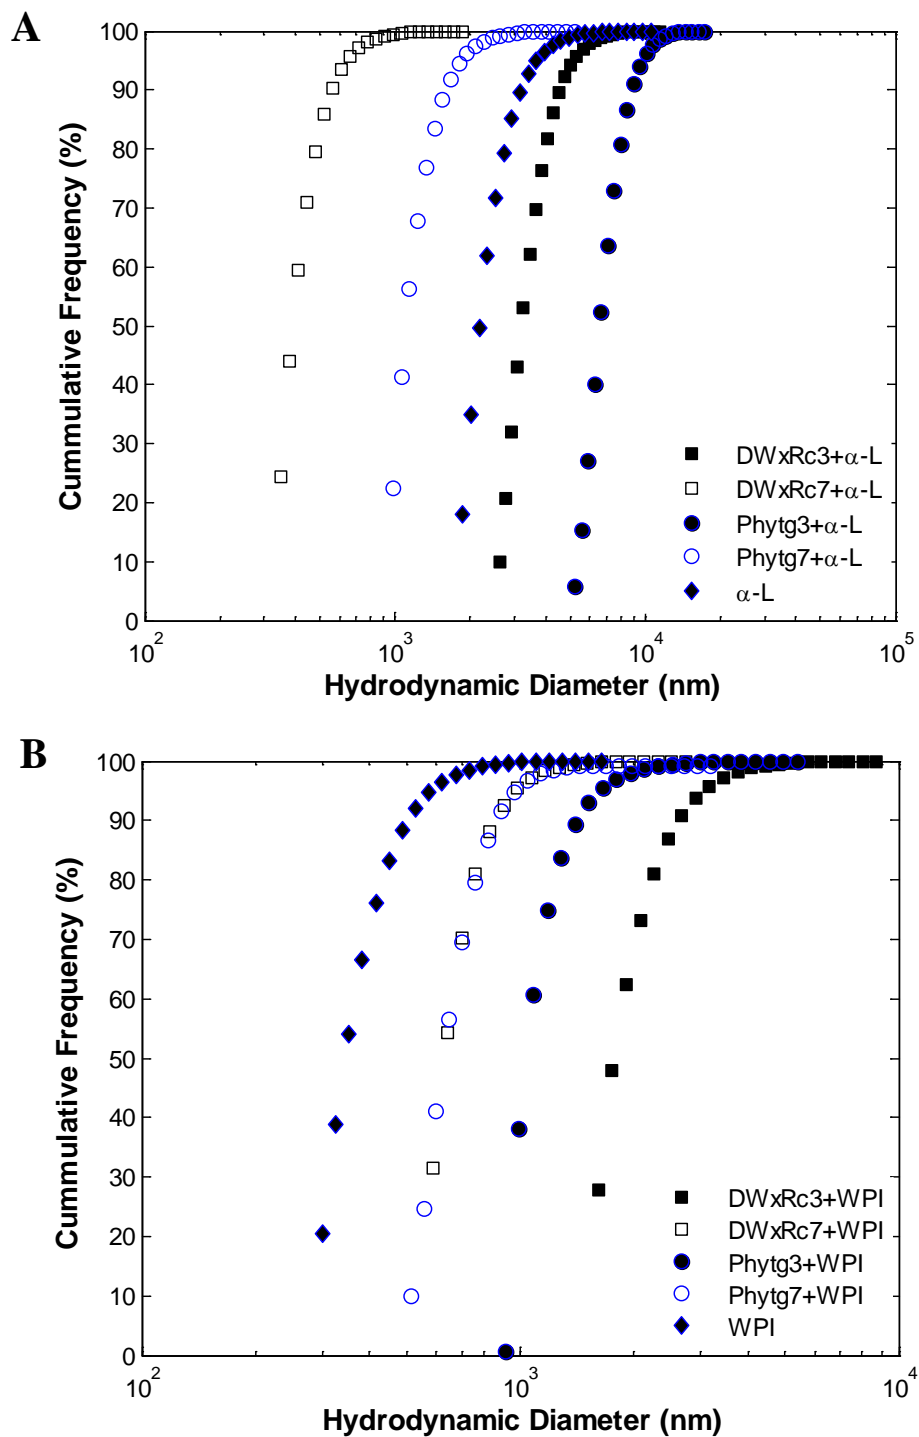 A
100
90
80
70
60
50
40
30
20
10
0
Cummulative Frequency (%)
DWxRc3+α-L
DWxRc7+α-L
Phytg3+α-L
Phytg7+α-L
α-L
10² 10³ 10⁴ 10⁵
Hydrodynamic Diameter (nm)
B
100
90
80
70
60
50
40
30
20
10
0
Cummulative Frequency (%)
DWxRc3+WPI
DWxRc7+WPI
Phytg3+WPI
Phytg7+WPI
WPI
10² 10³ 10⁴
Hydrodynamic Diameter (nm)